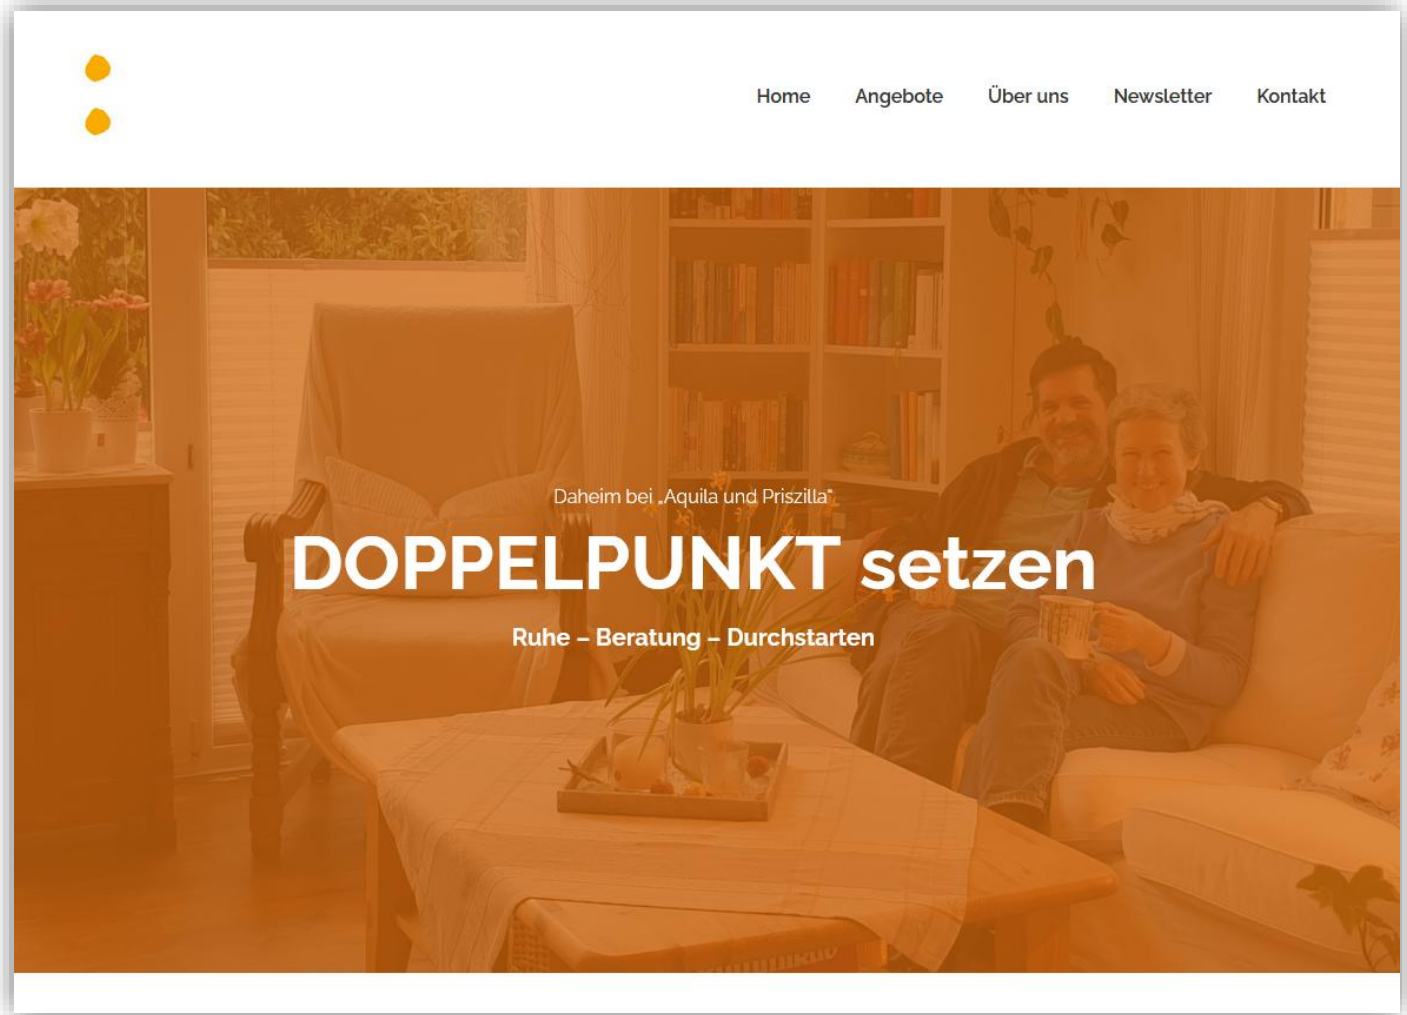 Home Angebote Über uns Newsletter Kontakt
Daheim bei „Aquila und Priszilla“
DOPPELPUNKT setzen
Ruhe – Beratung – Durchstarten